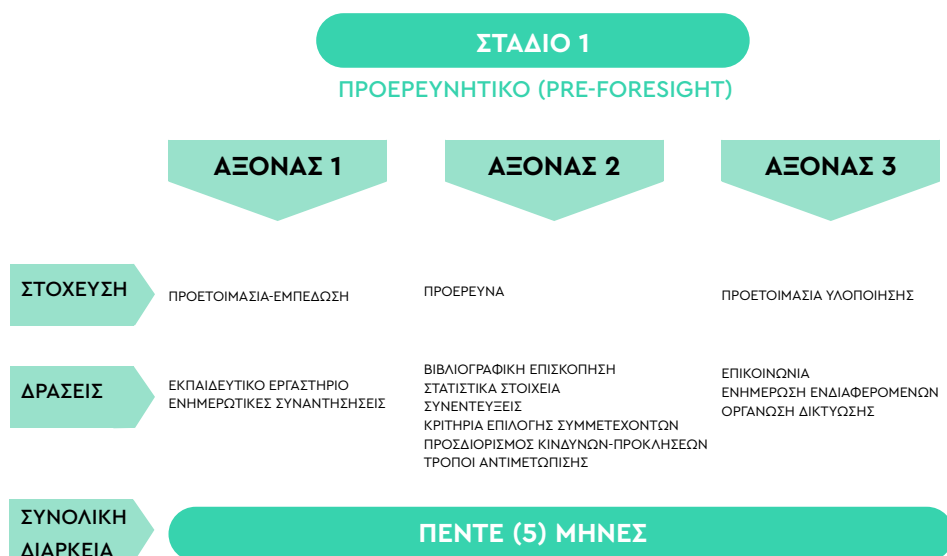 ΣΤΑΔΙΟ 1
ΠΡΟΕΡΕΥΝΗΤΙΚΟ (PRE-FORESIGHT)
ΑΞΟΝΑΣ 1
ΑΞΟΝΑΣ 2
ΑΞΟΝΑΣ 3
ΣΤΟΧΕΥΣΗ
ΠΡΟΕΤΟΙΜΑΣΙΑ-ΕΜΠΕΔΩΣΗ
ΠΡΟΕΡΕΥΝΑ
ΠΡΟΕΤΟΙΜΑΣΙΑ ΥΛΟΠΟΙΗΣΗΣ
ΔΡΑΣΕΙΣ
ΕΚΠΑΙΔΕΥΤΙΚΟ ΕΡΓΑΣΤΗΡΙΟ
ΕΝΗΜΕΡΩΤΙΚΕΣ ΣΥΝΑΝΤΗΣΗΣΕΙΣ
ΒΙΒΛΙΟΓΡΑΦΙΚΗ ΕΠΙΣΚΟΠΗΣΗ
ΣΤΑΤΙΣΤΙΚΑ ΣΤΟΙΧΕΙΑ
ΣΥΝΕΝΤΕΥΞΕΙΣ
ΚΡΙΤΗΡΙΑ ΕΠΙΛΟΓΗΣ ΣΥΜΜΕΤΕΧΟΝΤΩΝ
ΠΡΟΣΔΙΟΡΙΣΜΟΣ ΚΙΝΔΥΝΩΝ-ΠΡΟΚΛΗΣΕΩΝ
ΤΡΟΠΟΙ ΑΝΤΙΜΕΤΩΠΙΣΗΣ
ΕΠΙΚΟΙΝΩΝΙΑ
ΕΝΗΜΕΡΩΣΗ ΕΝΔΙΑΦΕΡΟΜΕΝΩΝ
ΟΡΓΑΝΩΣΗ ΔΙΚΤΥΩΣΗΣ
ΣΥΝΟΛΙΚΗ
ΔΙΑΡΚΕΙΑ
ΠΕΝΤΕ (5) ΜΗΝΕΣ